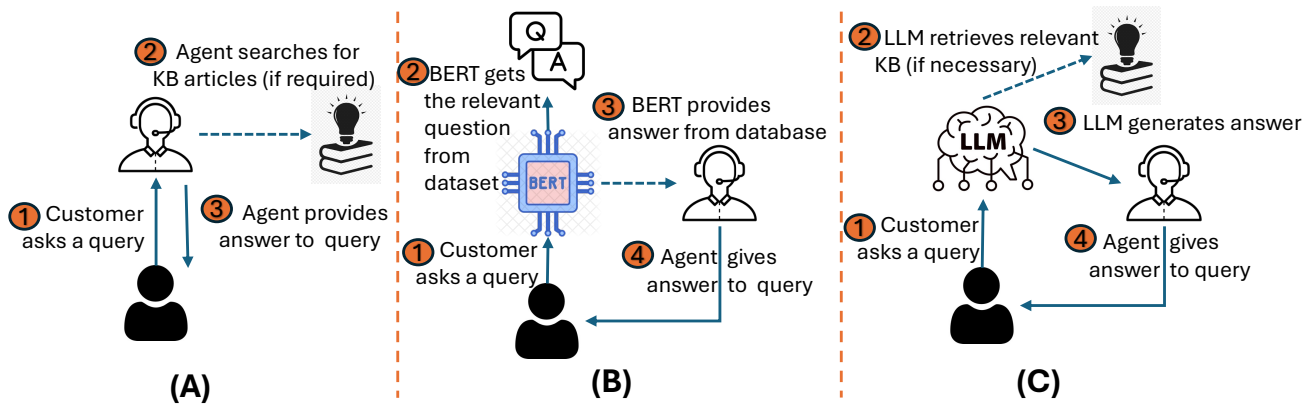 2 Agent searches for
KB articles (if required)
1 Customer
asks a query
3 Agent provides
answer to query
(A)
Q
A
2 BERT gets
the relevant
question
from
dataset
BERT
3 BERT provides
answer from database
1 Customer
asks a query
4 Agent gives
answer to query
(B)
2 LLM retrieves relevant
KB (if necessary)
LLM
3 LLM generates answer
1 Customer
asks a query
4 Agent gives
answer to query
(C)